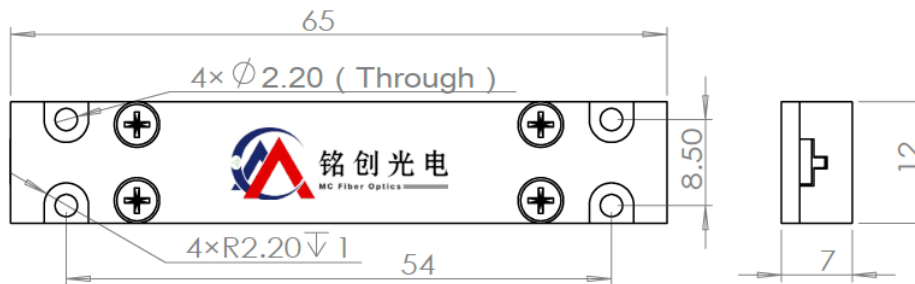 65
4× ∅2.20 ( Through )
铭创光电
MC Fiber Optics
8.50
12
4×R2.20↧1
54
7